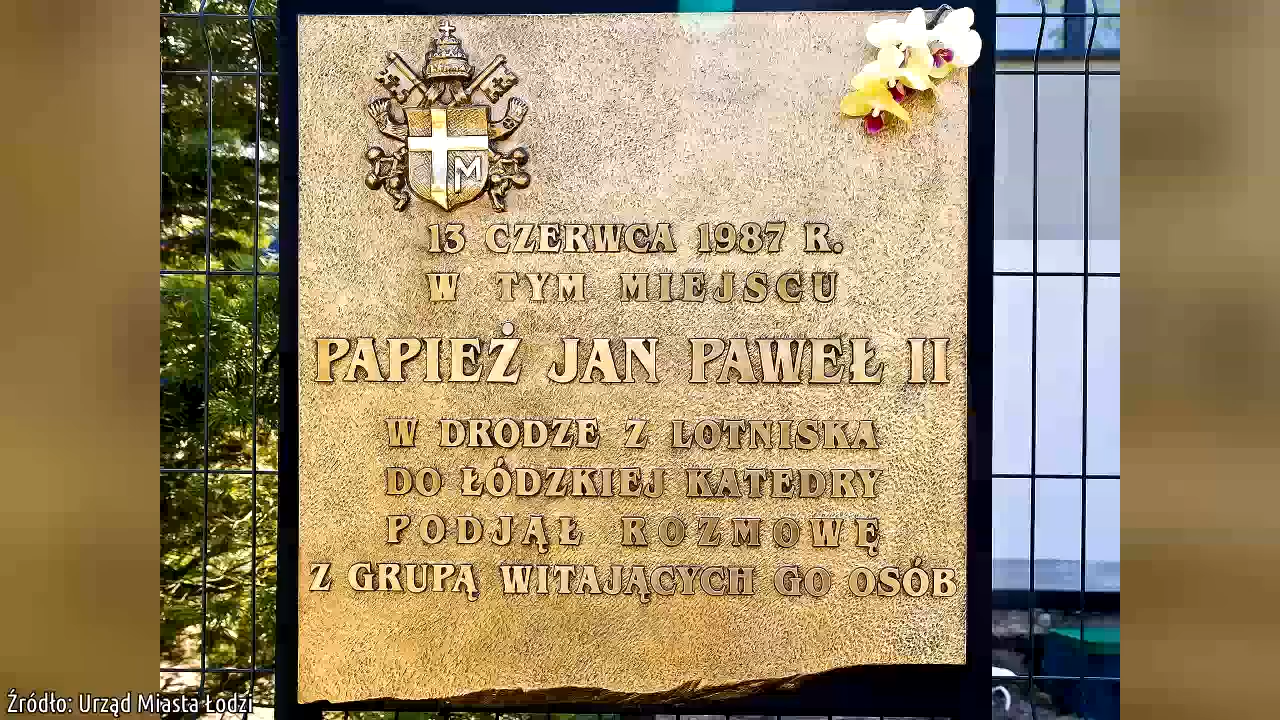 M
13 CZERWCA 1987 R.
W TYM MIEJSCU
PAPIEŻ JAN PAWEŁ II
W DRODZE Z LOTNISKA
DO ŁÓDZKIEJ KATEDRY
PODJĄŁ ROZMOWĘ
Z GRUPĄ WITAJĄCYCH GO OSÓB
Źródło: Urząd Miasta Łodzi